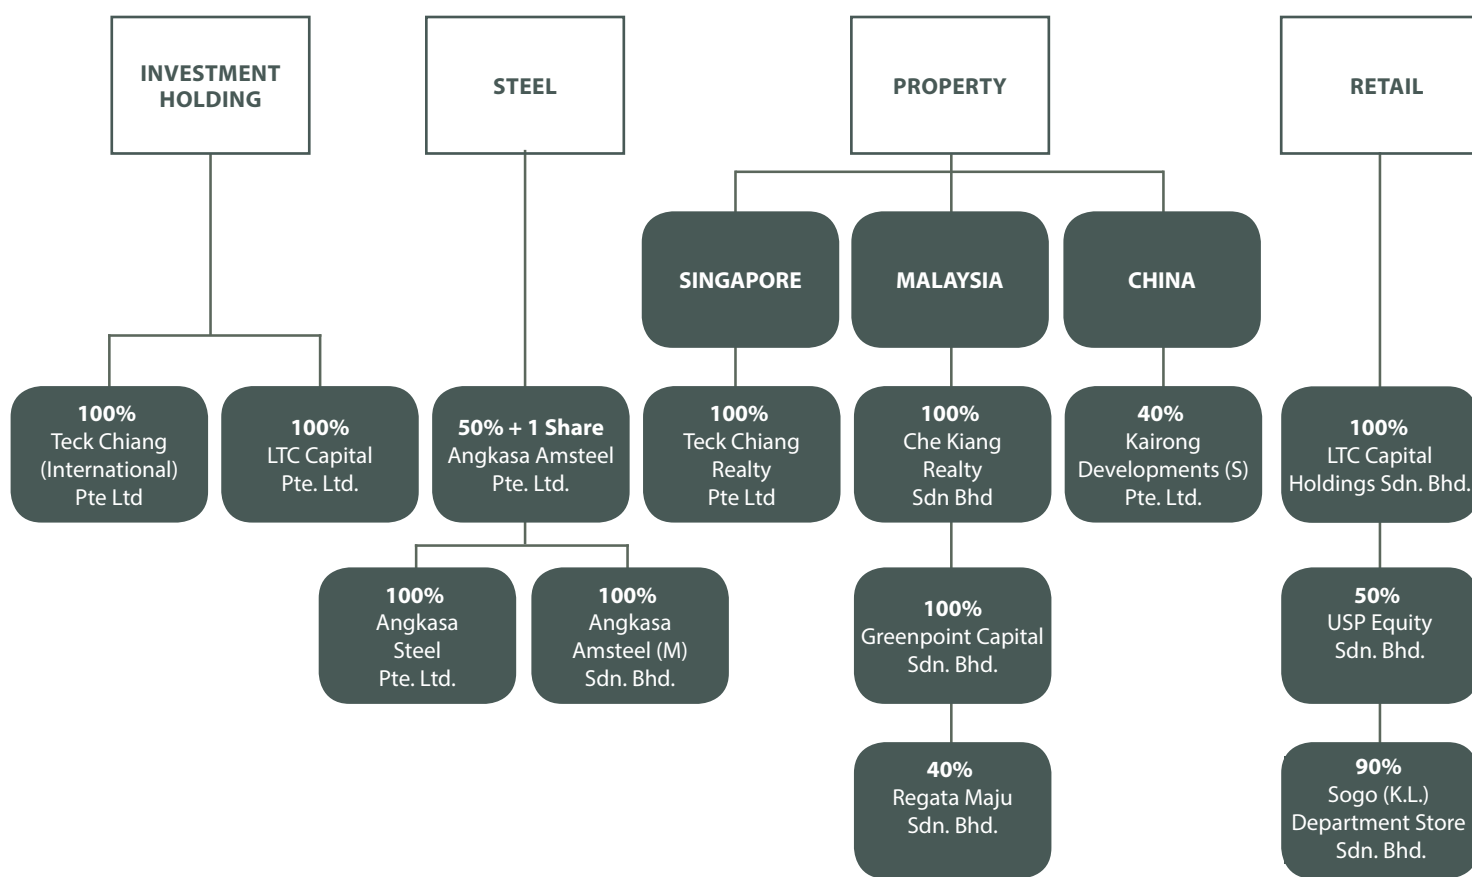 INVESTMENT
HOLDING
STEEL
PROPERTY
RETAIL
SINGAPORE
MALAYSIA
CHINA
100%
Teck Chiang
(International)
Pte Ltd
100%
LTC Capital
Pte. Ltd.
50% + 1 Share
Angkasa Amsteel
Pte. Ltd.
100%
Teck Chiang
Realty
Pte Ltd
100%
Che Kiang
Realty
Sdn Bhd
40%
Kairong
Developments (S)
Pte. Ltd.
100%
LTC Capital
Holdings Sdn. Bhd.
100%
Angkasa
Steel
Pte. Ltd.
100%
Angkasa
Amsteel (M)
Sdn. Bhd.
100%
Greenpoint Capital
Sdn. Bhd.
50%
USP Equity
Sdn. Bhd.
40%
Regata Maju
Sdn. Bhd.
90%
Sogo (K.L.)
Department Store
Sdn. Bhd.